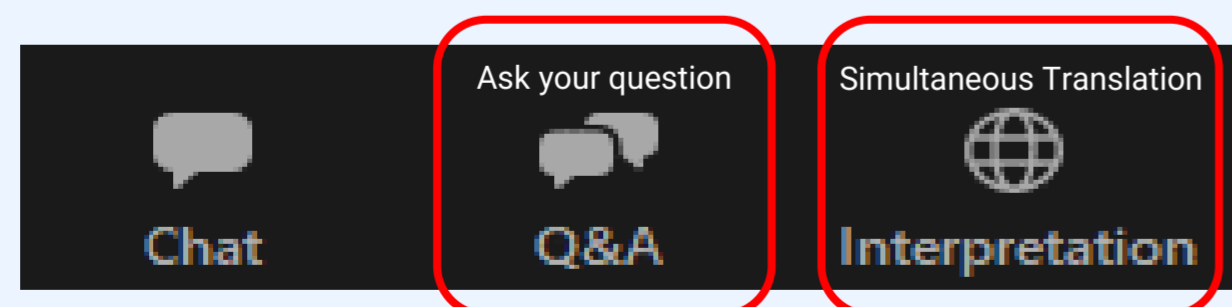 Ask your question
Simultaneous Translation
Chat
Q&A
Interpretation